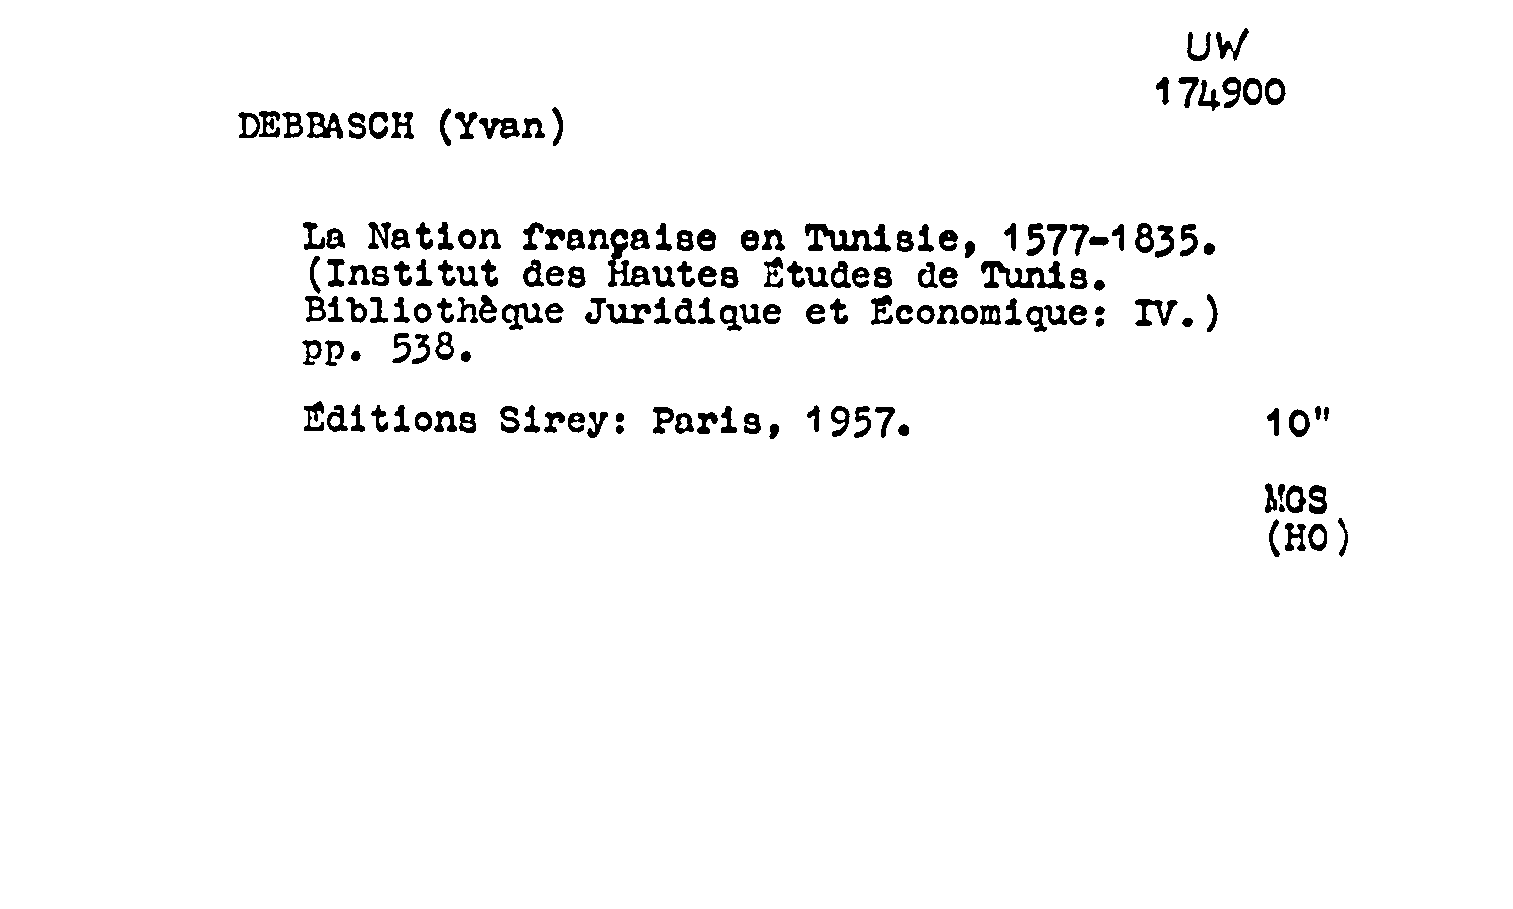 UW
174900
DEBBASCH (Yvan)
La Nation française en Tunisie, 1577-1835.
(Institut des Hautes Études de Tunis.
Bibliothèque Juridique et Économique: IV.)
pp. 538.
Éditions Sirey: Paris, 1957. 10"
MGS
(HO)